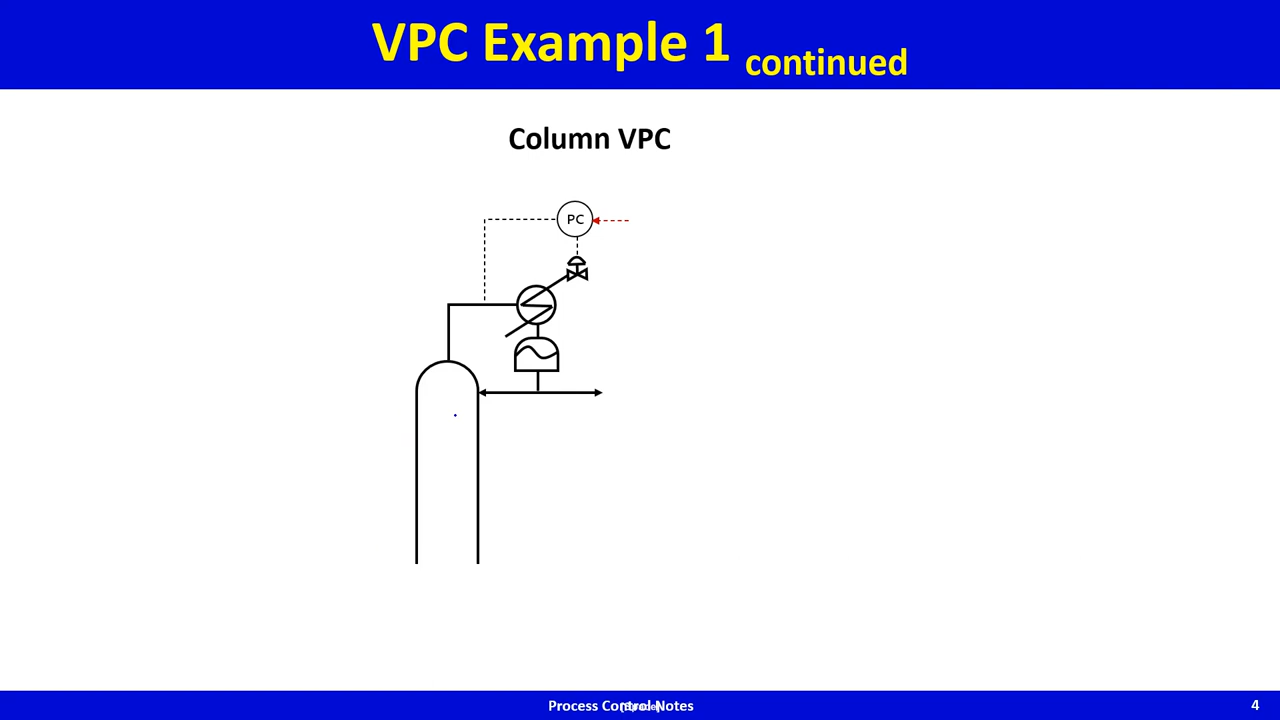 VPC Example 1 continued
Column VPC
PC
Process Control Notes
4